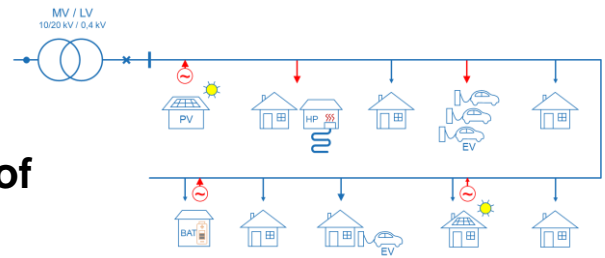 MV / LV
10/20 kV / 0,4 kV
PV
HP
EV
of
BAT
EV